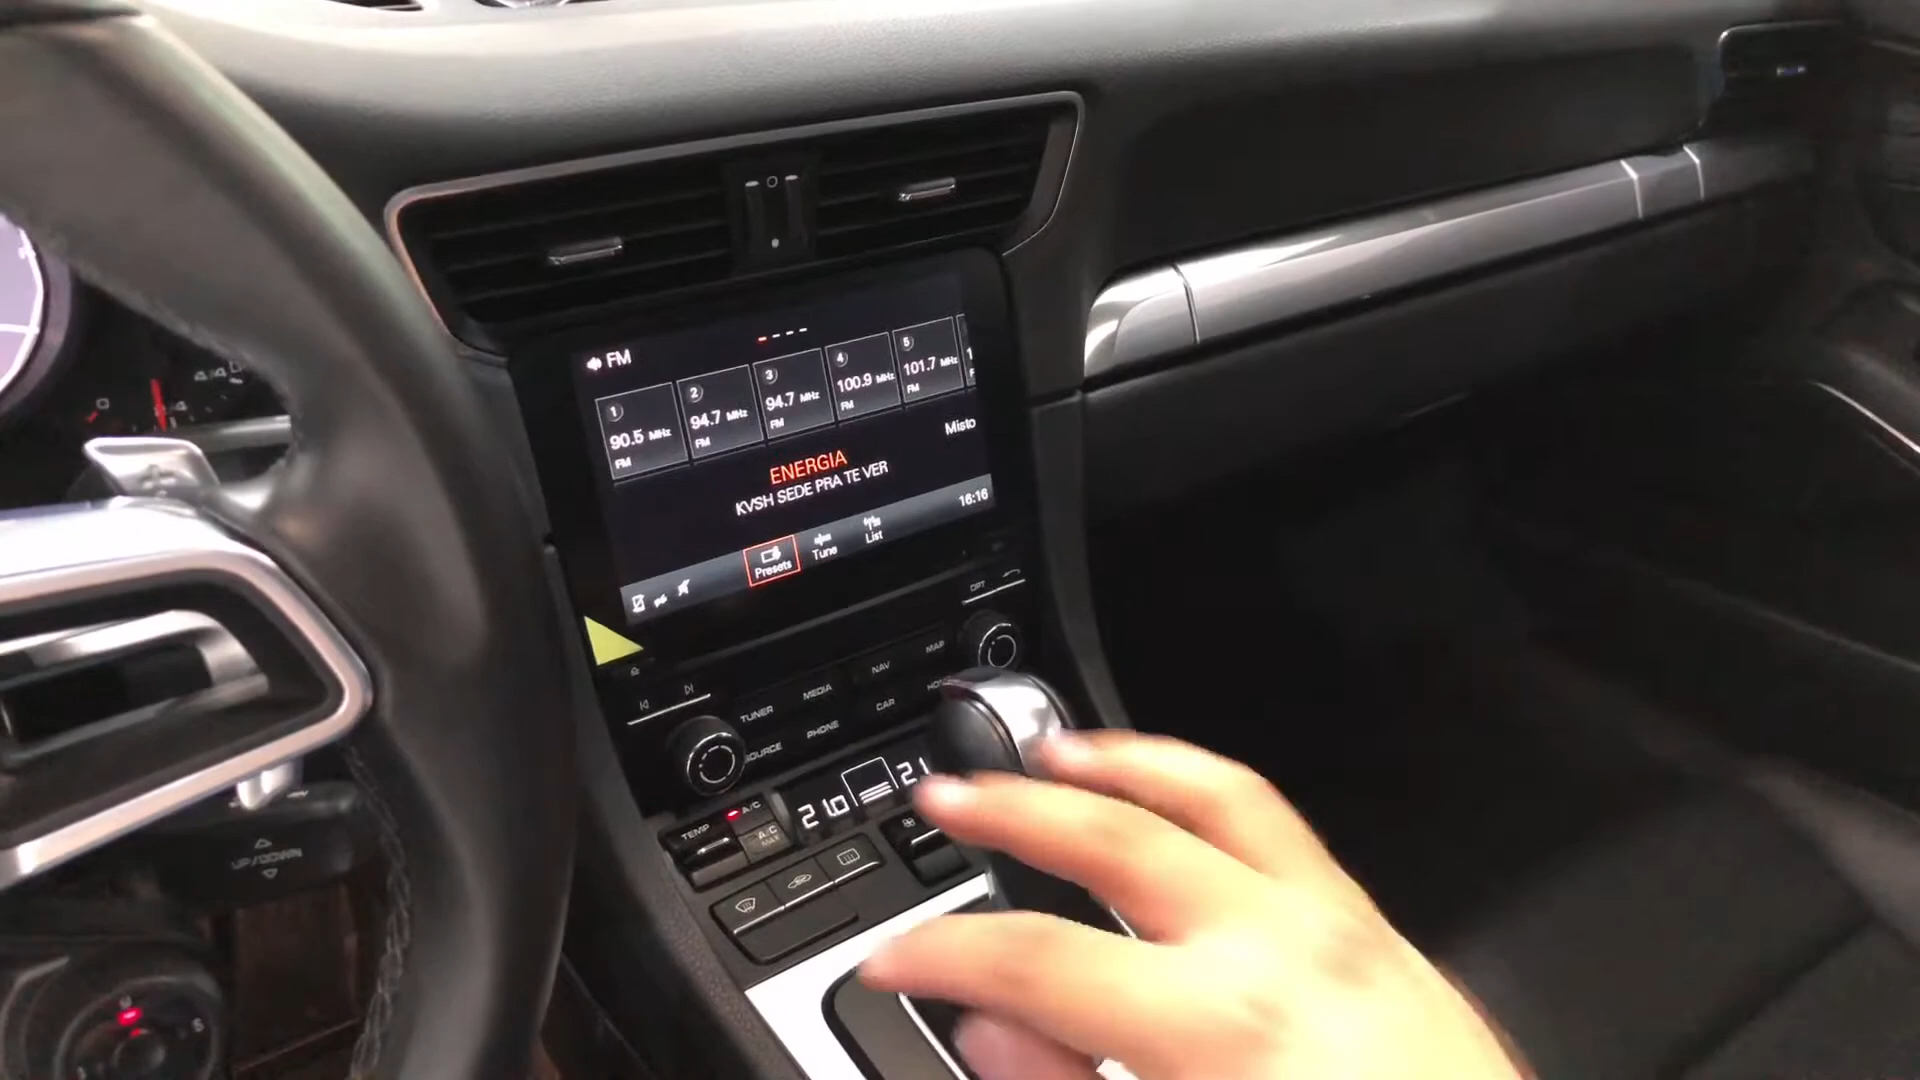 FM
1
90.5 MHz
FM
2
94.7 MHz
FM
3
94.7 MHz
FM
4
100.9 MHz
FM
5
101.7 MHz
FM
Misto
ENERGIA
KVSH SEDE PRA TE VER
16:16
Presets
Tune
List
OPT
TUNER
MEDIA
NAV
MAP
SOURCE
PHONE
CAR
TEMP
A/C
A/C
MAX
21.0
UP/DOWN
S